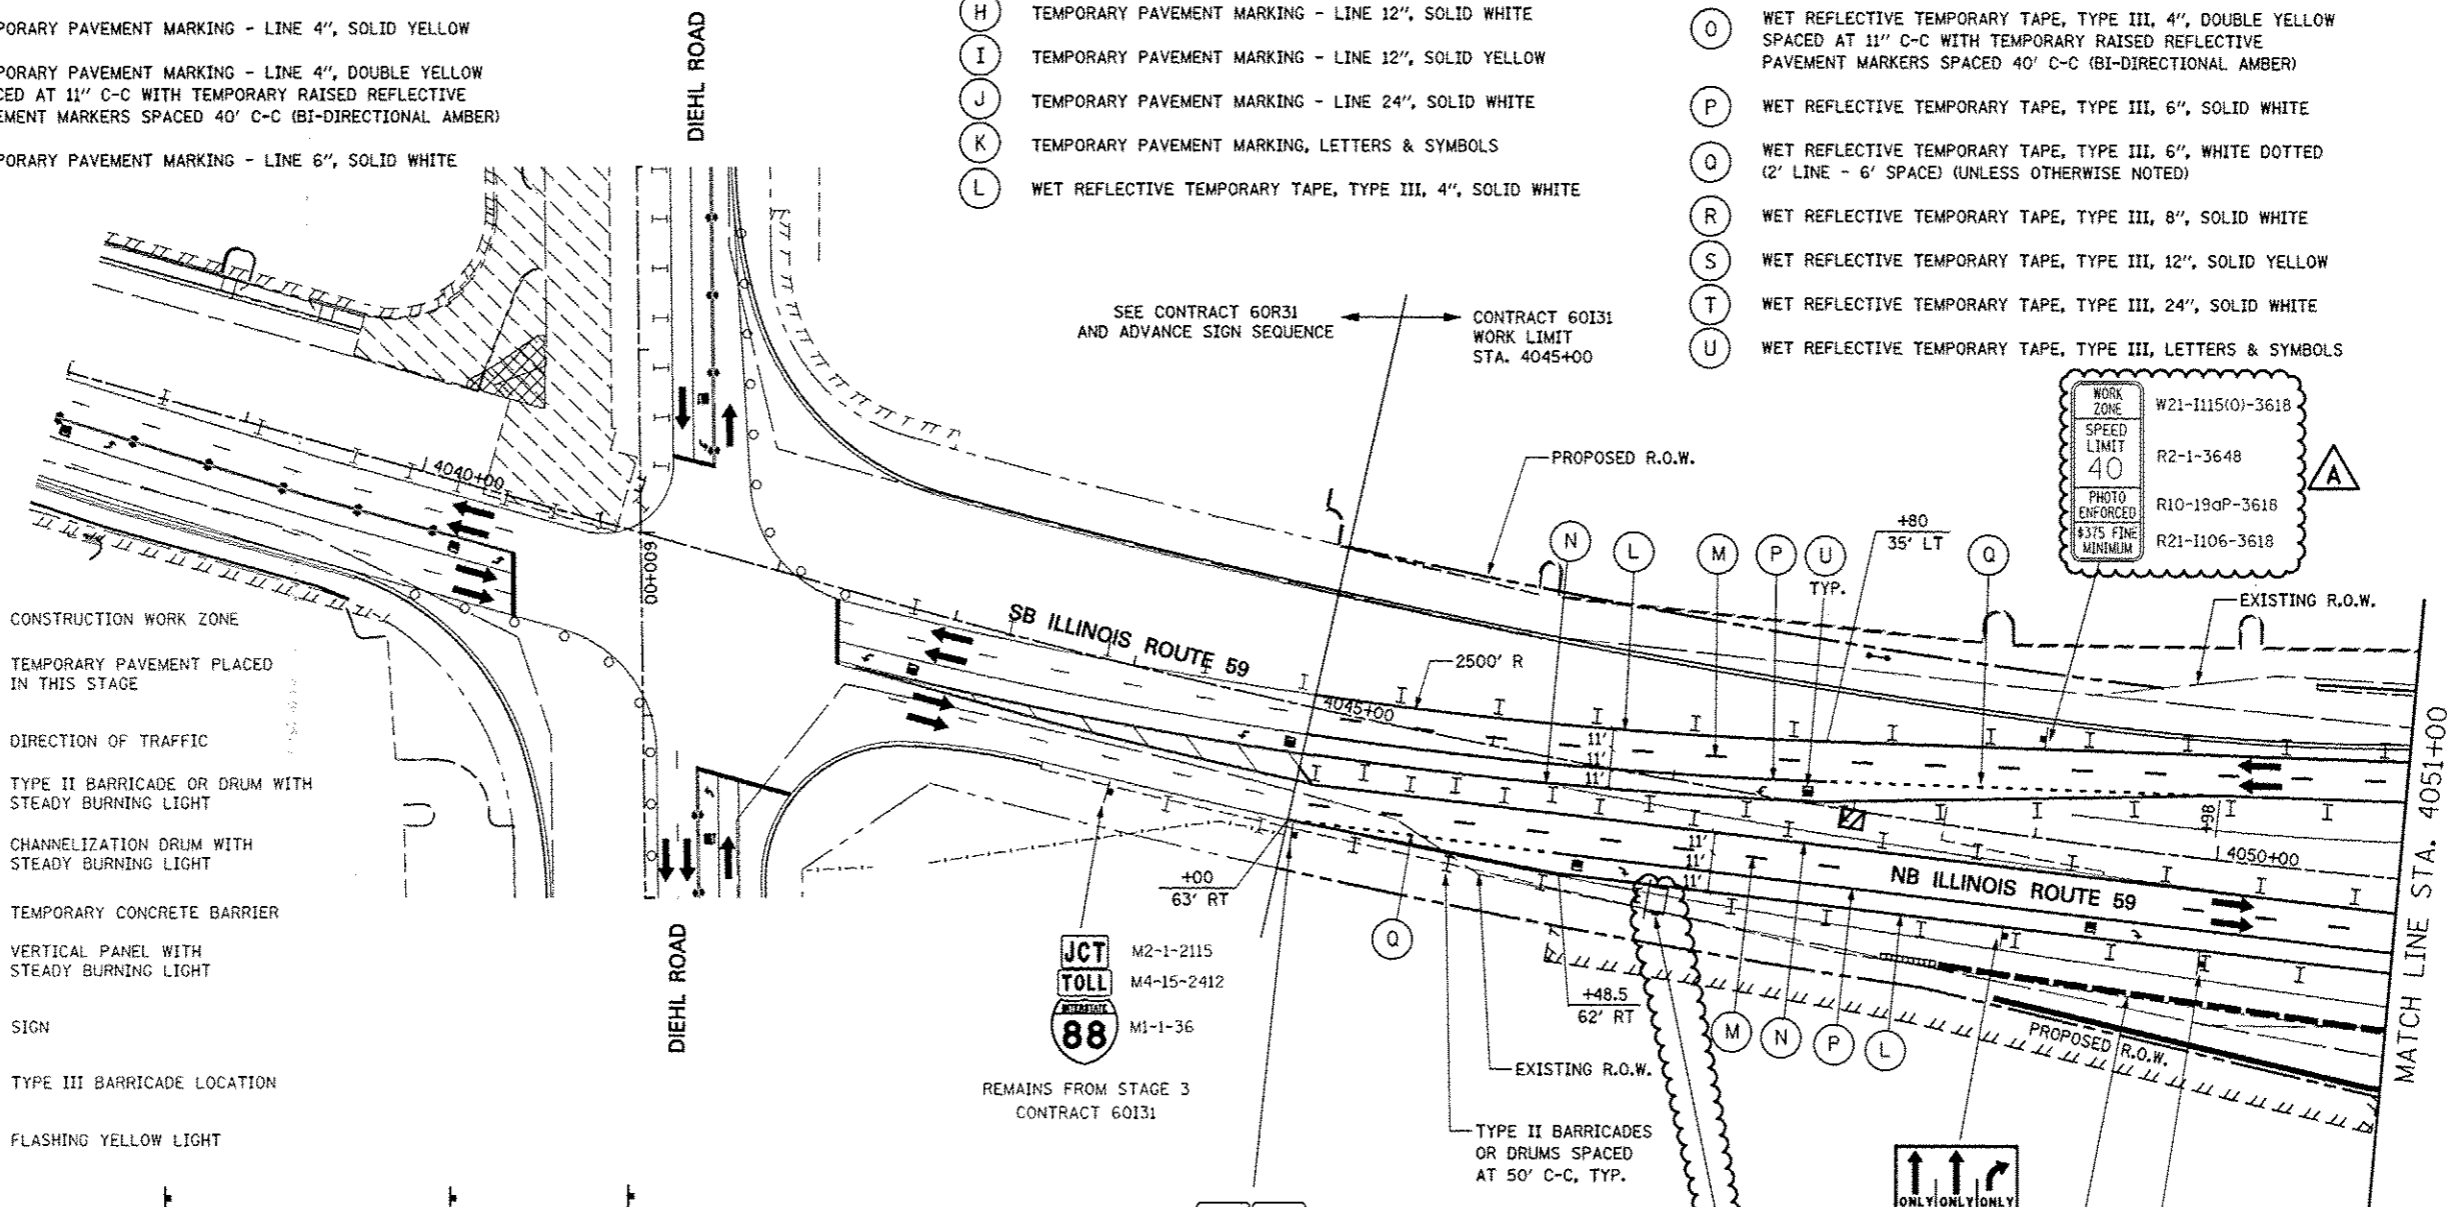 PORARY PAVEMENT MARKING - LINE 4", SOLID YELLOW
PORARY PAVEMENT MARKING - LINE 4", DOUBLE YELLOW
CED AT 11" C-C WITH TEMPORARY RAISED REFLECTIVE
EMENT MARKERS SPACED 40' C-C (BI-DIRECTIONAL AMBER)
PORARY PAVEMENT MARKING - LINE 6", SOLID WHITE
DIEHL ROAD
H TEMPORARY PAVEMENT MARKING - LINE 12", SOLID WHITE
I TEMPORARY PAVEMENT MARKING - LINE 12", SOLID YELLOW
J TEMPORARY PAVEMENT MARKING - LINE 24", SOLID WHITE
K TEMPORARY PAVEMENT MARKING, LETTERS & SYMBOLS
L WET REFLECTIVE TEMPORARY TAPE, TYPE III, 4", SOLID WHITE
O WET REFLECTIVE TEMPORARY TAPE, TYPE III, 4", DOUBLE YELLOW
SPACED AT 11" C-C WITH TEMPORARY RAISED REFLECTIVE
PAVEMENT MARKERS SPACED 40' C-C (BI-DIRECTIONAL AMBER)
P WET REFLECTIVE TEMPORARY TAPE, TYPE III, 6", SOLID WHITE
Q WET REFLECTIVE TEMPORARY TAPE, TYPE III, 6", WHITE DOTTED
(2' LINE - 6' SPACE) (UNLESS OTHERWISE NOTED)
R WET REFLECTIVE TEMPORARY TAPE, TYPE III, 8", SOLID WHITE
S WET REFLECTIVE TEMPORARY TAPE, TYPE III, 12", SOLID YELLOW
T WET REFLECTIVE TEMPORARY TAPE, TYPE III, 24", SOLID WHITE
U WET REFLECTIVE TEMPORARY TAPE, TYPE III, LETTERS & SYMBOLS
SEE CONTRACT 60R31
AND ADVANCE SIGN SEQUENCE
CONTRACT 60I31
WORK LIMIT
STA. 4045+00
WORK
ZONE
W21-I115(O)-3618
SPEED
LIMIT
40
R2-1-3648
PHOTO
ENFORCED
R10-19aP-3618
$375 FINE
MINIMUM
R21-I106-3618
A
PROPOSED R.O.W.
N
L
M
P
U
TYP.
+80
35' LT
Q
EXISTING R.O.W.
4040+00
600+00
SB ILLINOIS ROUTE 59
2500' R
4045+00
11'
11'
11'
+98
4050+00
11'
11'
11'
NB ILLINOIS ROUTE 59
MATCH LINE STA. 4051+00
CONSTRUCTION WORK ZONE
TEMPORARY PAVEMENT PLACED
IN THIS STAGE
DIRECTION OF TRAFFIC
TYPE II BARRICADE OR DRUM WITH
STEADY BURNING LIGHT
CHANNELIZATION DRUM WITH
STEADY BURNING LIGHT
TEMPORARY CONCRETE BARRIER
VERTICAL PANEL WITH
STEADY BURNING LIGHT
SIGN
TYPE III BARRICADE LOCATION
FLASHING YELLOW LIGHT
DIEHL ROAD
+00
63' RT
Q
JCT M2-1-2115
TOLL M4-15-2412
INTERSTATE
88 M1-1-36
REMAINS FROM STAGE 3
CONTRACT 60I31
+48.5
62' RT
M
N
P
L
EXISTING R.O.W.
PROPOSED R.O.W.
TYPE II BARRICADES
OR DRUMS SPACED
AT 50' C-C, TYP.
ONLY ONLY ONLY